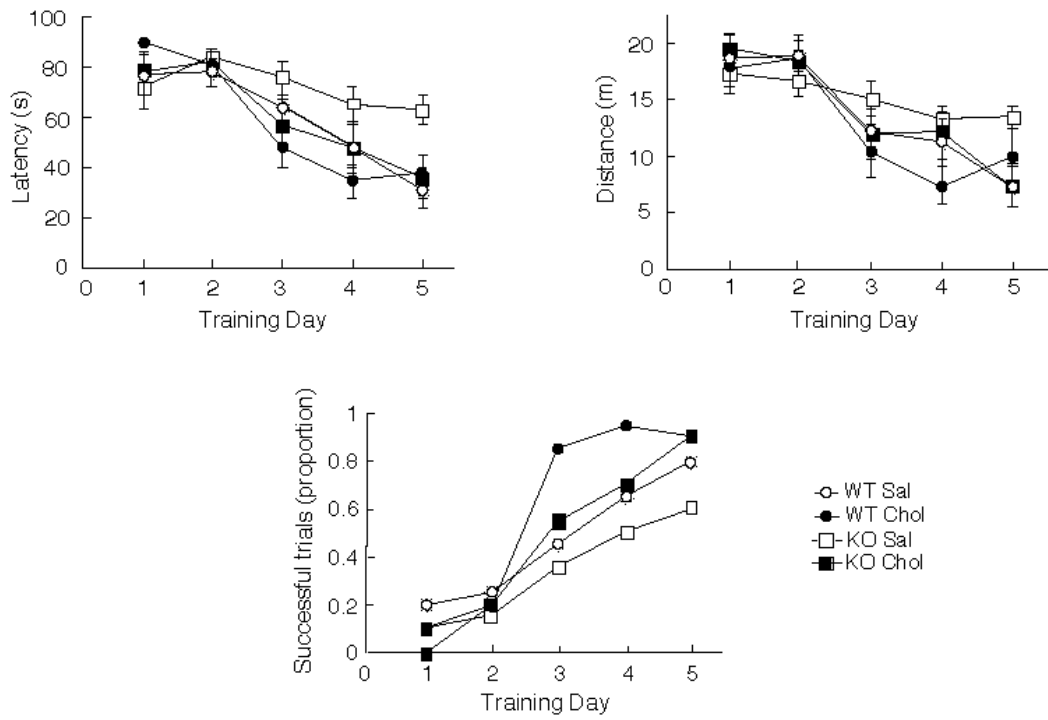 100
80
60
40
20
0
0 1 2 3 4 5
Latency (s)
Training Day
20
15
10
5
0
0 1 2 3 4 5
Distance (m)
Training Day
1
0.8
0.6
0.4
0.2
0
0 1 2 3 4 5
Successful trials (proportion)
Training Day
WT Sal
WT Chol
KO Sal
KO Chol